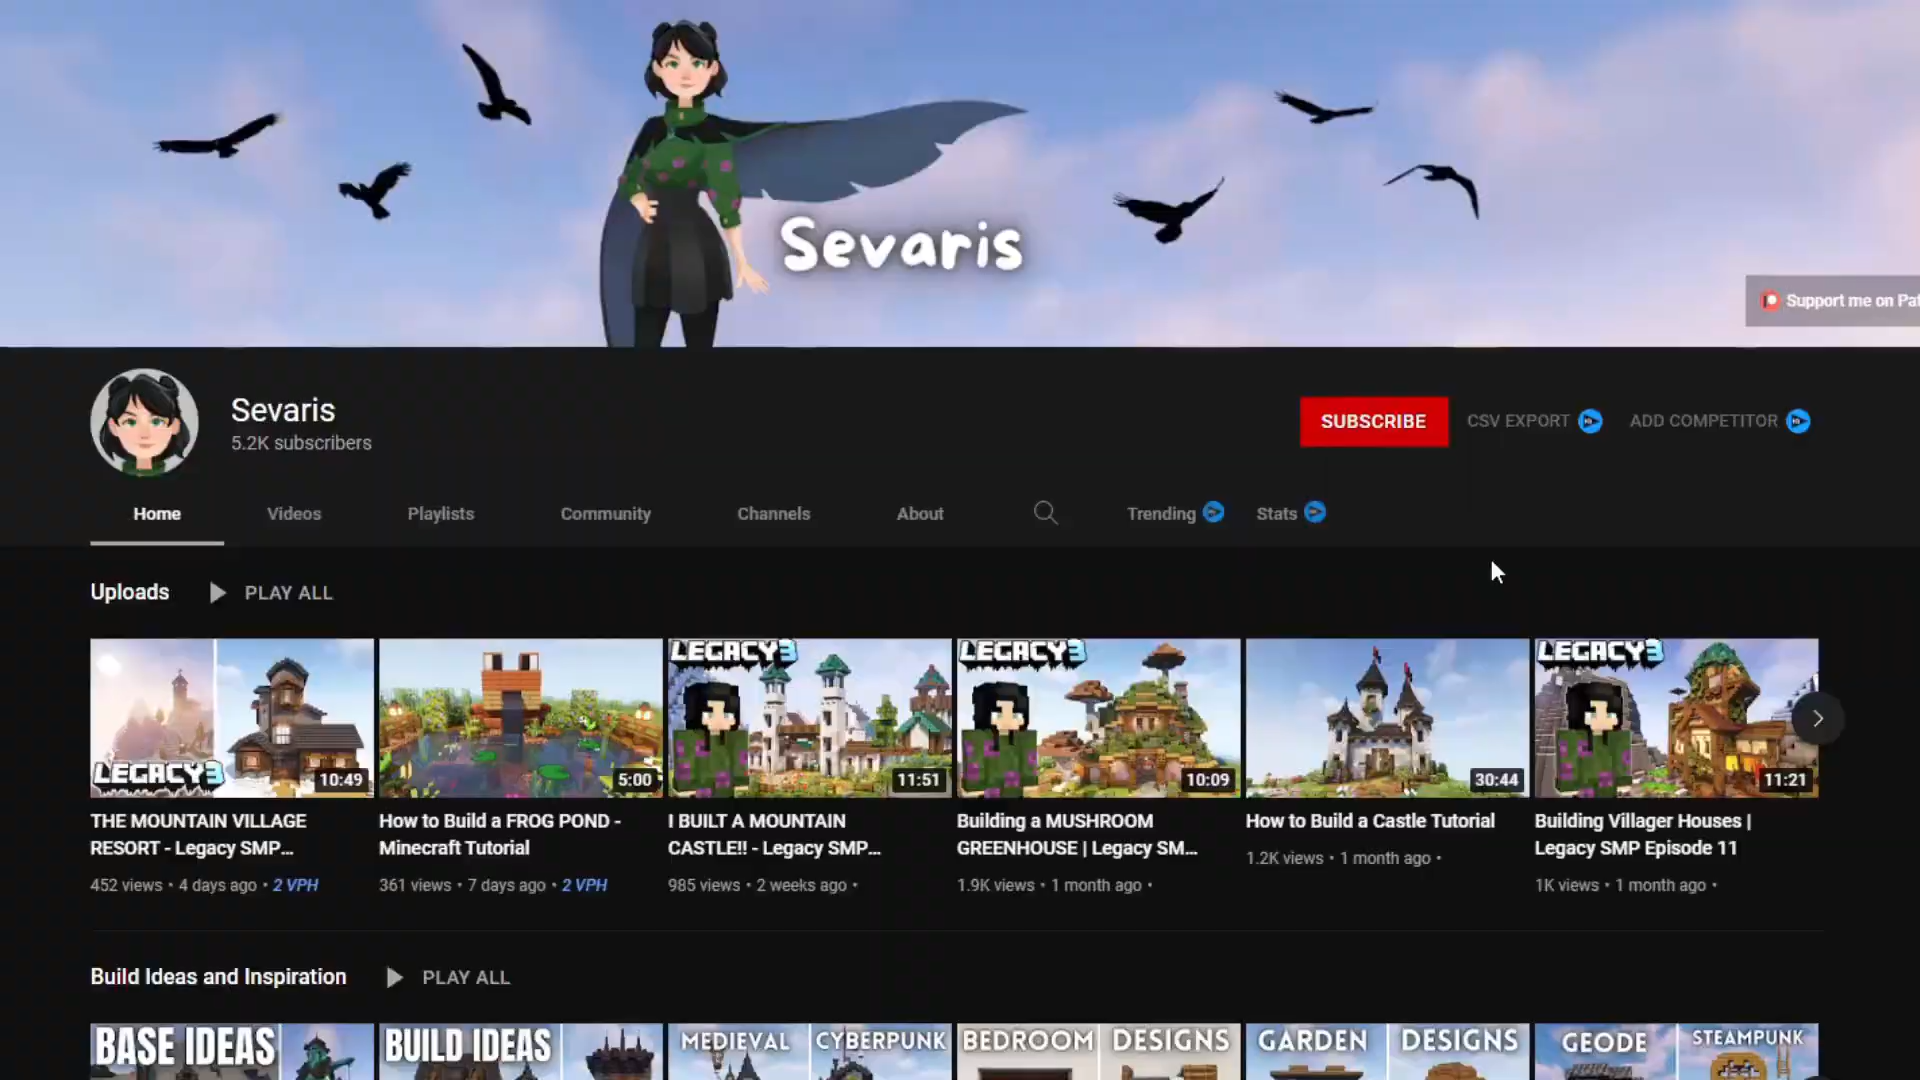 Sevaris
Support me on Pat
Sevaris
5.2K subscribers
SUBSCRIBE
CSV EXPORT
ADD COMPETITOR
Home
Videos
Playlists
Community
Channels
About
Trending
Stats
Uploads
PLAY ALL
LEGACY3
10:49
5:00
LEGACY3
11:51
LEGACY3
10:09
30:44
LEGACY3
11:21
THE MOUNTAIN VILLAGE
RESORT - Legacy SMP...
452 views • 4 days ago • 2 VPH
How to Build a FROG POND -
Minecraft Tutorial
361 views • 7 days ago • 2 VPH
I BUILT A MOUNTAIN
CASTLE!! - Legacy SMP...
985 views • 2 weeks ago •
Building a MUSHROOM
GREENHOUSE | Legacy SM...
1.9K views • 1 month ago •
How to Build a Castle Tutorial
1.2K views • 1 month ago •
Building Villager Houses |
Legacy SMP Episode 11
1K views • 1 month ago •
Build Ideas and Inspiration
PLAY ALL
BASE IDEAS
BUILD IDEAS
MEDIEVAL
CYBERPUNK
BEDROOM
DESIGNS
GARDEN
DESIGNS
GEODE
STEAMPUNK